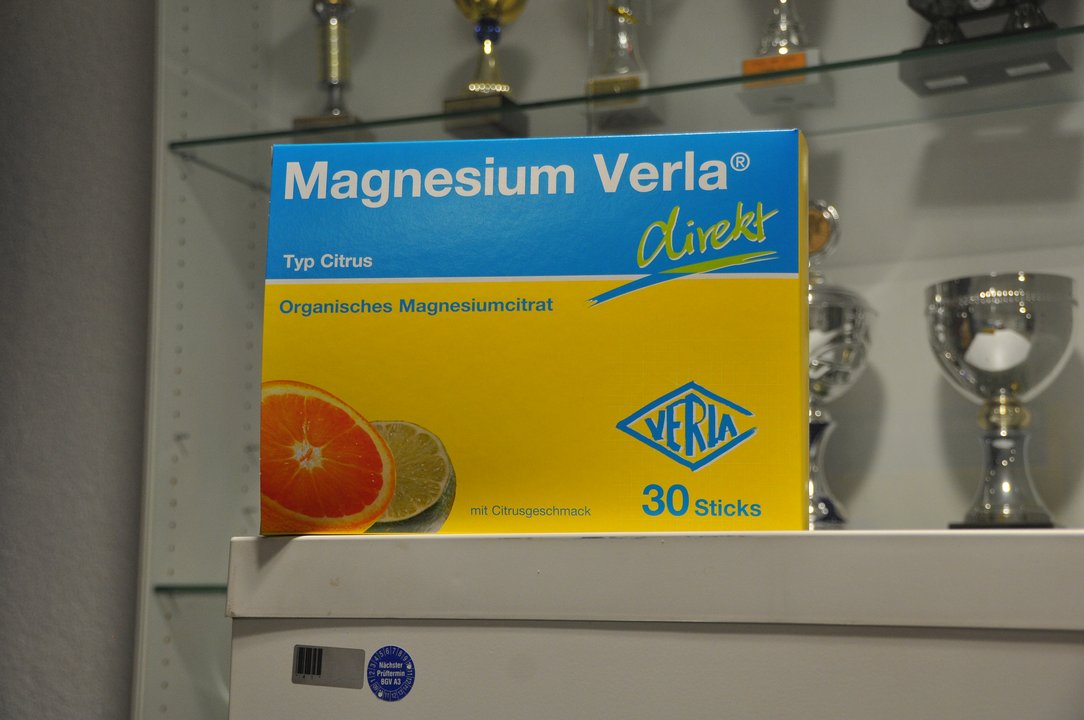 Magnesium Verla®
direkt
Typ Citrus
Organisches Magnesiumcitrat
VERLA
mit Citrusgeschmack
30 Sticks
Nächster
Prüftermin
BGV A3